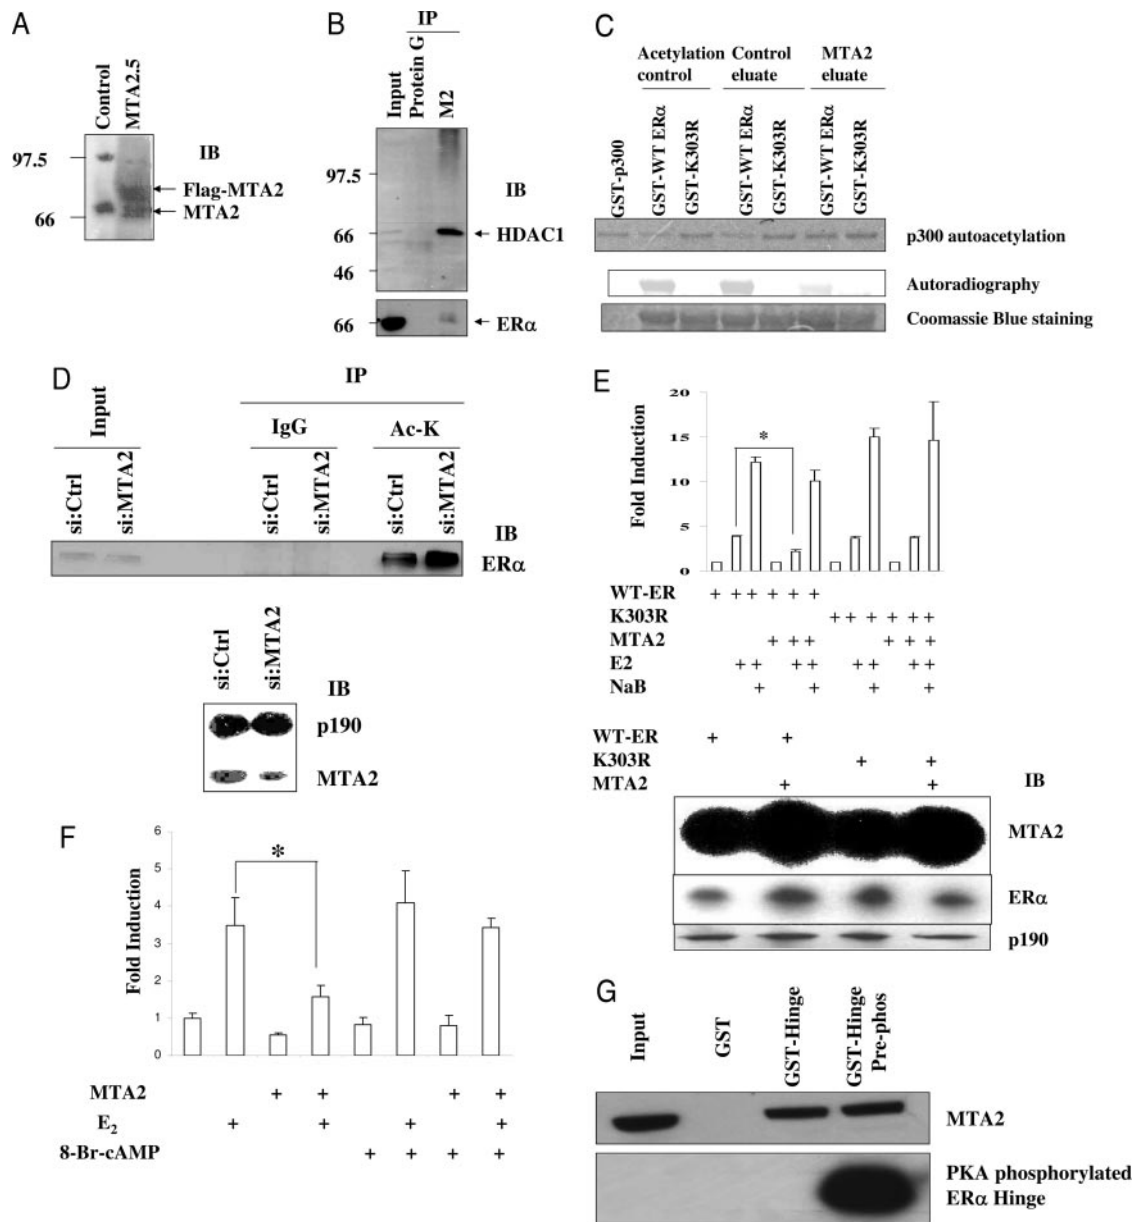 A
Control
MTA2.5
97.5
66
IB
Flag-MTA2
MTA2
B
IP
Input
Protein G
M2
97.5
66
46
IB
HDAC1
66
ERα
C
Acetylation control
Control eluate
MTA2 eluate
GST-p300
GST-WT ERα
GST-K303R
GST-WT ERα
GST-K303R
GST-WT ERα
GST-K303R
p300 autoacetylation
Autoradiography
Coomassie Blue staining
D
IP
Input
IgG
Ac-K
si:Ctrl
si:MTA2
si:Ctrl
si:MTA2
si:Ctrl
si:MTA2
IB
ERα
si:Ctrl
si:MTA2
IB
p190
MTA2
E
Fold Induction
20
15
10
5
0
*
WT-ER + + + + + +
K303R + + + + + +
MTA2 + + + + + +
E2 + + + + + + + +
NaB + + + +
WT-ER + +
K303R + +
MTA2 + + IB
MTA2
ERα
p190
F
Fold Induction
6
5
4
3
2
1
0
*
MTA2 + + + +
E2 + + + +
8-Br-cAMP + + + +
G
Input
GST
GST-Hinge
GST-Hinge
Pre-phos
MTA2
PKA phosphorylated
ERα Hinge